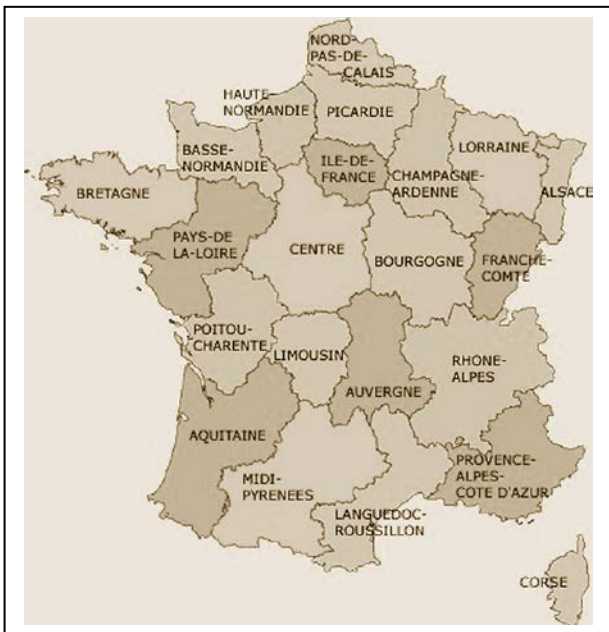 NORD-
PAS-DE-
CALAIS
HAUTE-
NORMANDIE
PICARDIE
BASSE-
NORMANDIE
ILE-DE-
FRANCE
CHAMPAGNE-
ARDENNE
LORRAINE
ALSACE
BRETAGNE
PAYS-DE
LA-LOIRE
CENTRE
BOURGOGNE
FRANCHE-
COMTE
POITOU-
CHARENTE
LIMOUSIN
AUVERGNE
RHONE-
ALPES
AQUITAINE
MIDI-
PYRENEES
LANGUEDOC-
ROUSSILLON
PROVENCE-
ALPES-
COTE D'AZUR
CORSE